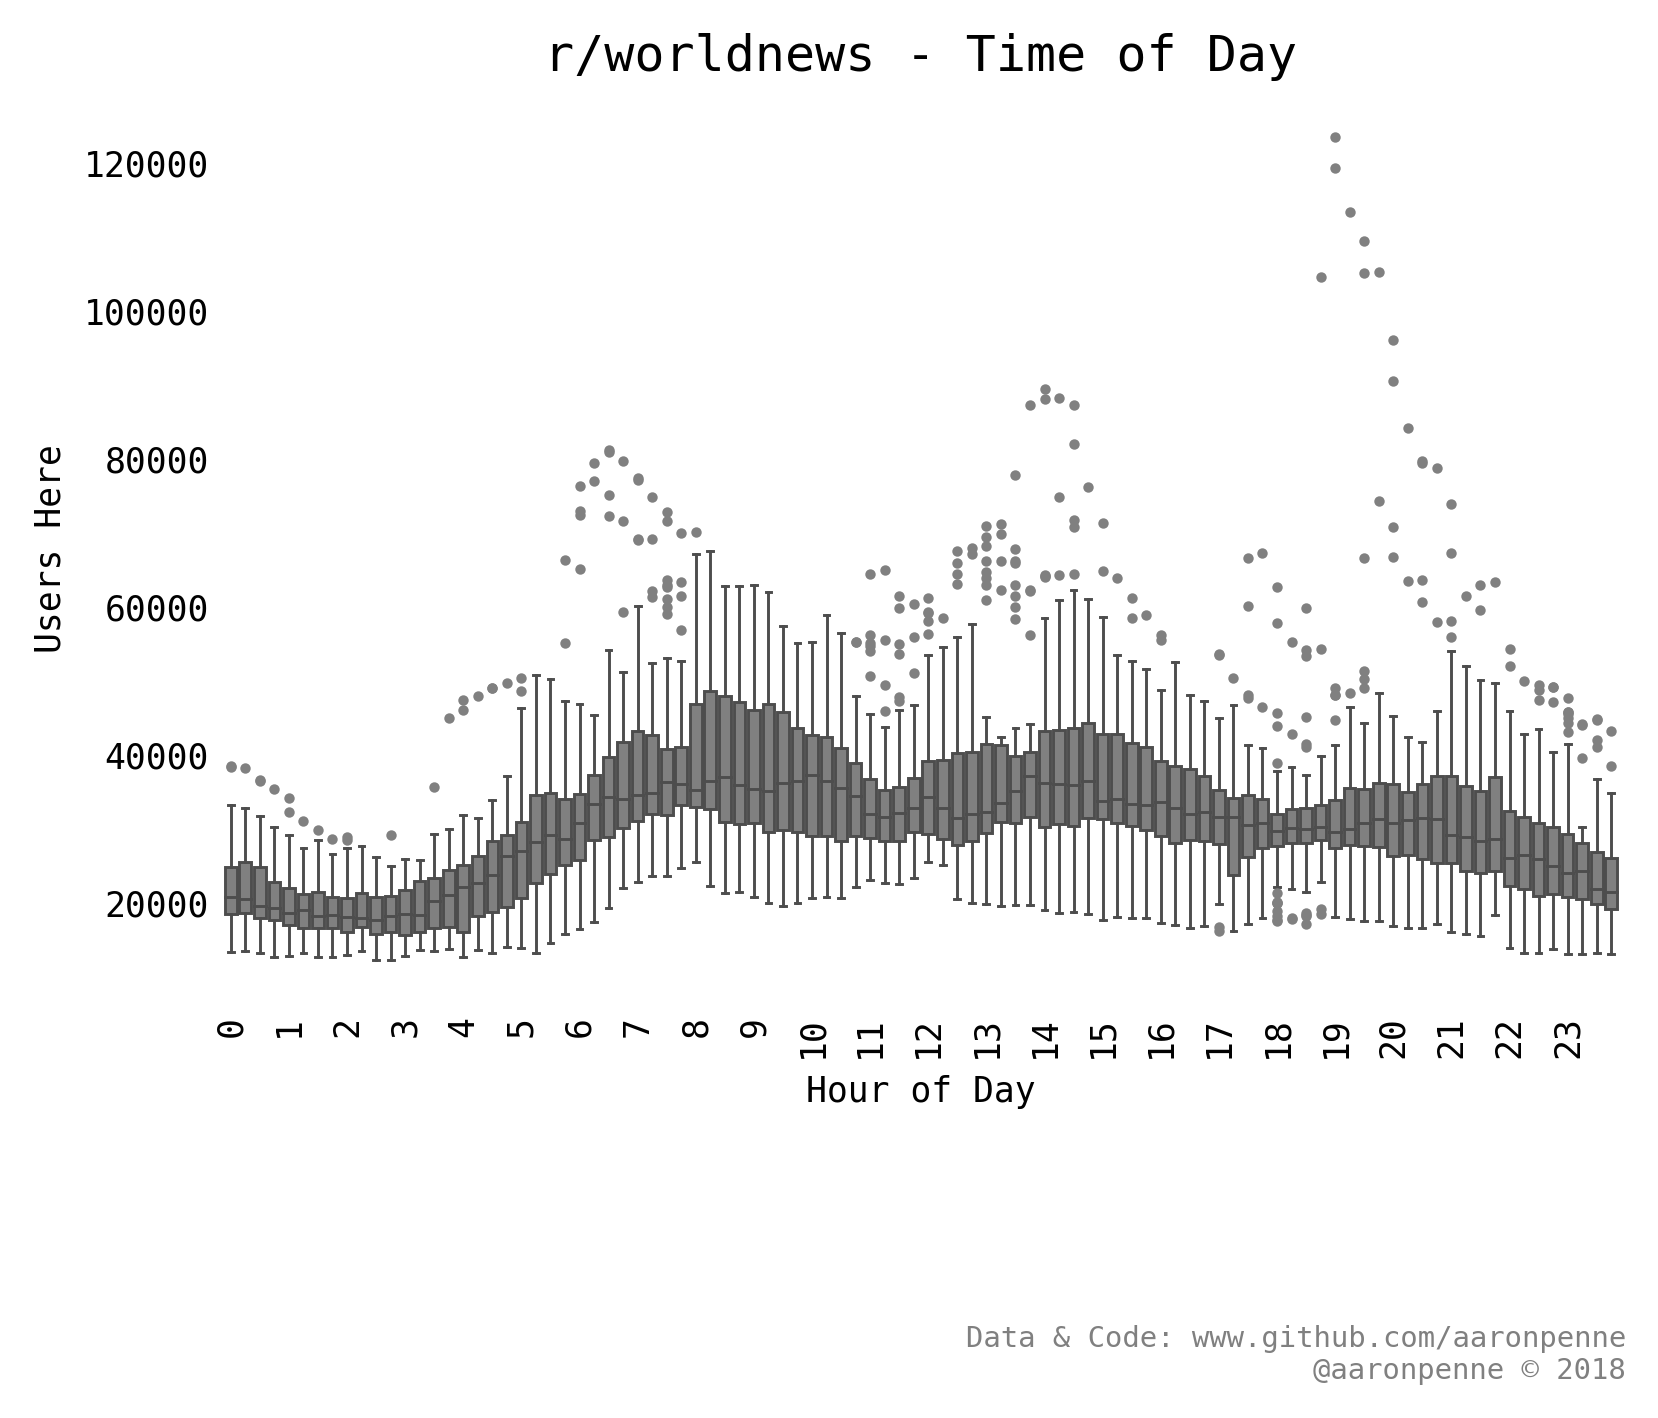 r/worldnews - Time of Day
120000
100000
80000
60000
40000
20000
Users Here
0 1 2 3 4 5 6 7 8 9 10 11 12 13 14 15 16 17 18 19 20 21 22 23
Hour of Day
Data & Code: www.github.com/aaronpenne
@aaronpenne © 2018